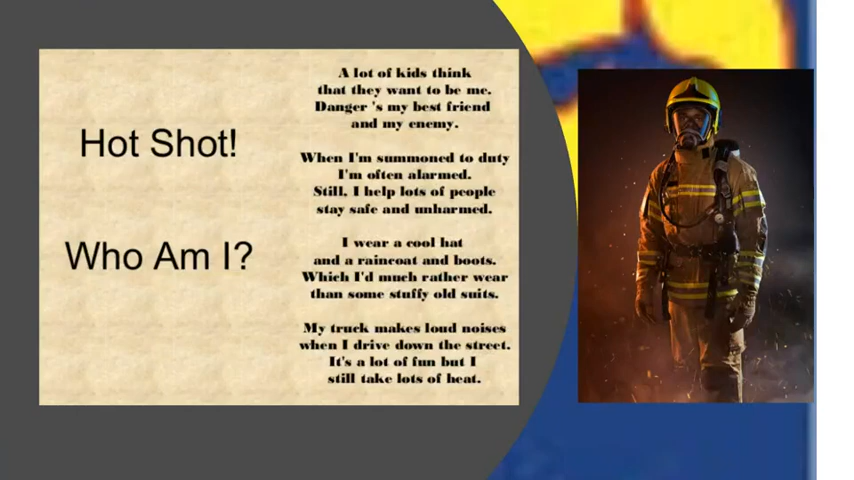 Hot Shot!
Who Am I?
A lot of kids think
that they want to be me.
Danger 's my best friend
and my enemy.
When I'm summoned to duty
I'm often alarmed.
Still, I help lots of people
stay safe and unharmed.
I wear a cool hat
and a raincoat and boots.
Which I'd much rather wear
than some stuffy old suits.
My truck makes loud noises
when I drive down the street.
It's a lot of fun but I
still take lots of heat.